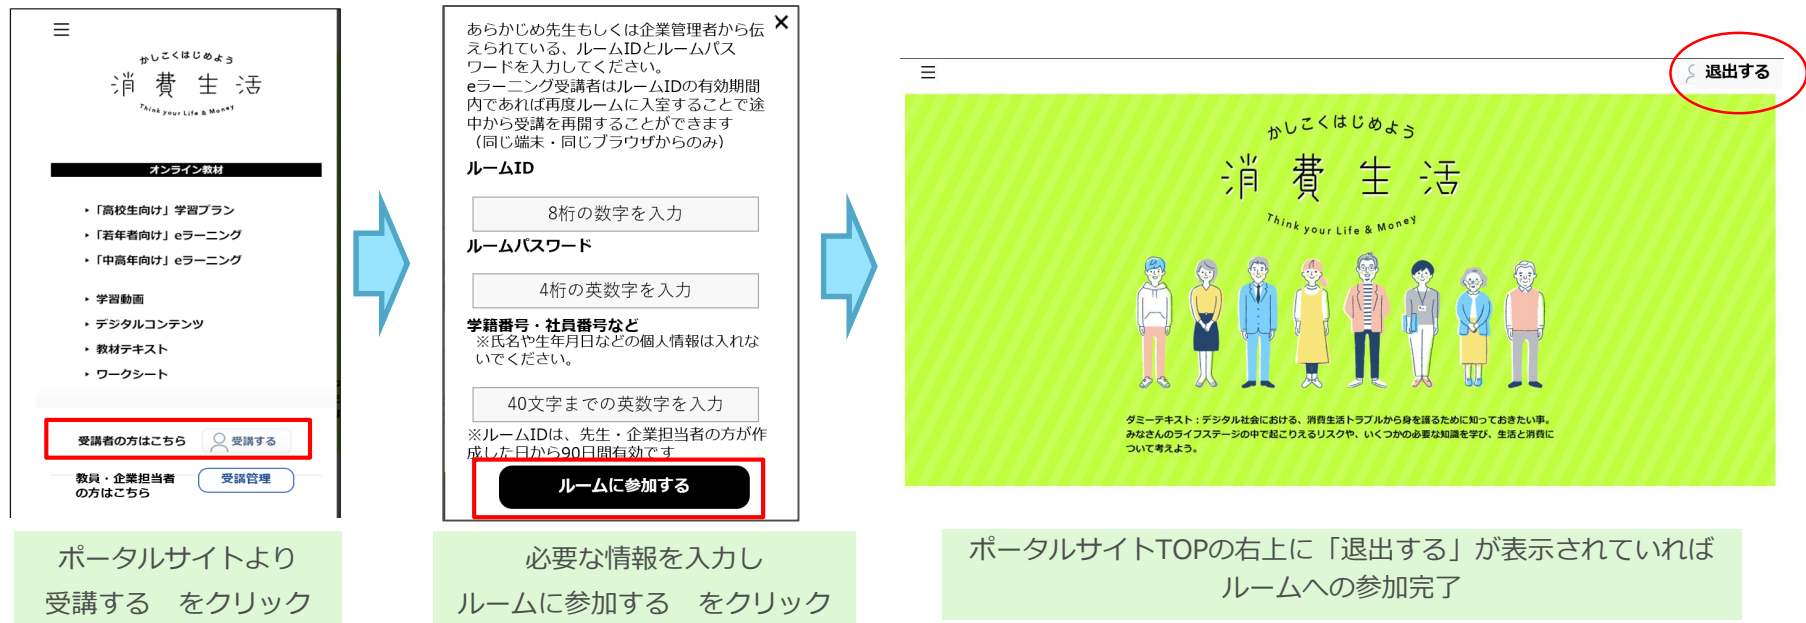 かしこくはじめよう
消費生活
Think your Life & Money
オンライン教材
「高校生向け」学習プラン
「若年者向け」eラーニング
「中高年向け」eラーニング
学習動画
デジタルコンテンツ
教材テキスト
ワークシート
受講者の方はこちら 受講する
教員・企業担当者
の方はこちら
受講管理
ポータルサイトより
受講する をクリック
あらかじめ先生もしくは企業管理者から伝
えられている、ルームIDとルームパス
ワードを入力してください。
eラーニング受講者はルームIDの有効期間
内であれば再度ルームに入室することで途
中から受講を再開することができます
（同じ端末・同じブラウザからのみ）
ルームID
8桁の数字を入力
ルームパスワード
4桁の英数字を入力
学籍番号・社員番号など
※氏名や生年月日などの個人情報は入れな
いでください。
40文字までの英数字を入力
※ルームIDは、先生・企業担当者の方が作
成した日から90日間有効です
ルームに参加する
必要な情報を入力し
ルームに参加する をクリック
退出する
かしこくはじめよう
消費生活
Think your Life & Money
ダミーテキスト：デジタル社会における、消費生活トラブルから身を護るために知っておきたい事。
みなさんのライフステージの中で起こりえるリスクや、いくつかの必要な知識を学び、生活と消費に
ついて考えよう。
ポータルサイトTOPの右上に「退出する」が表示されていれば
ルームへの参加完了